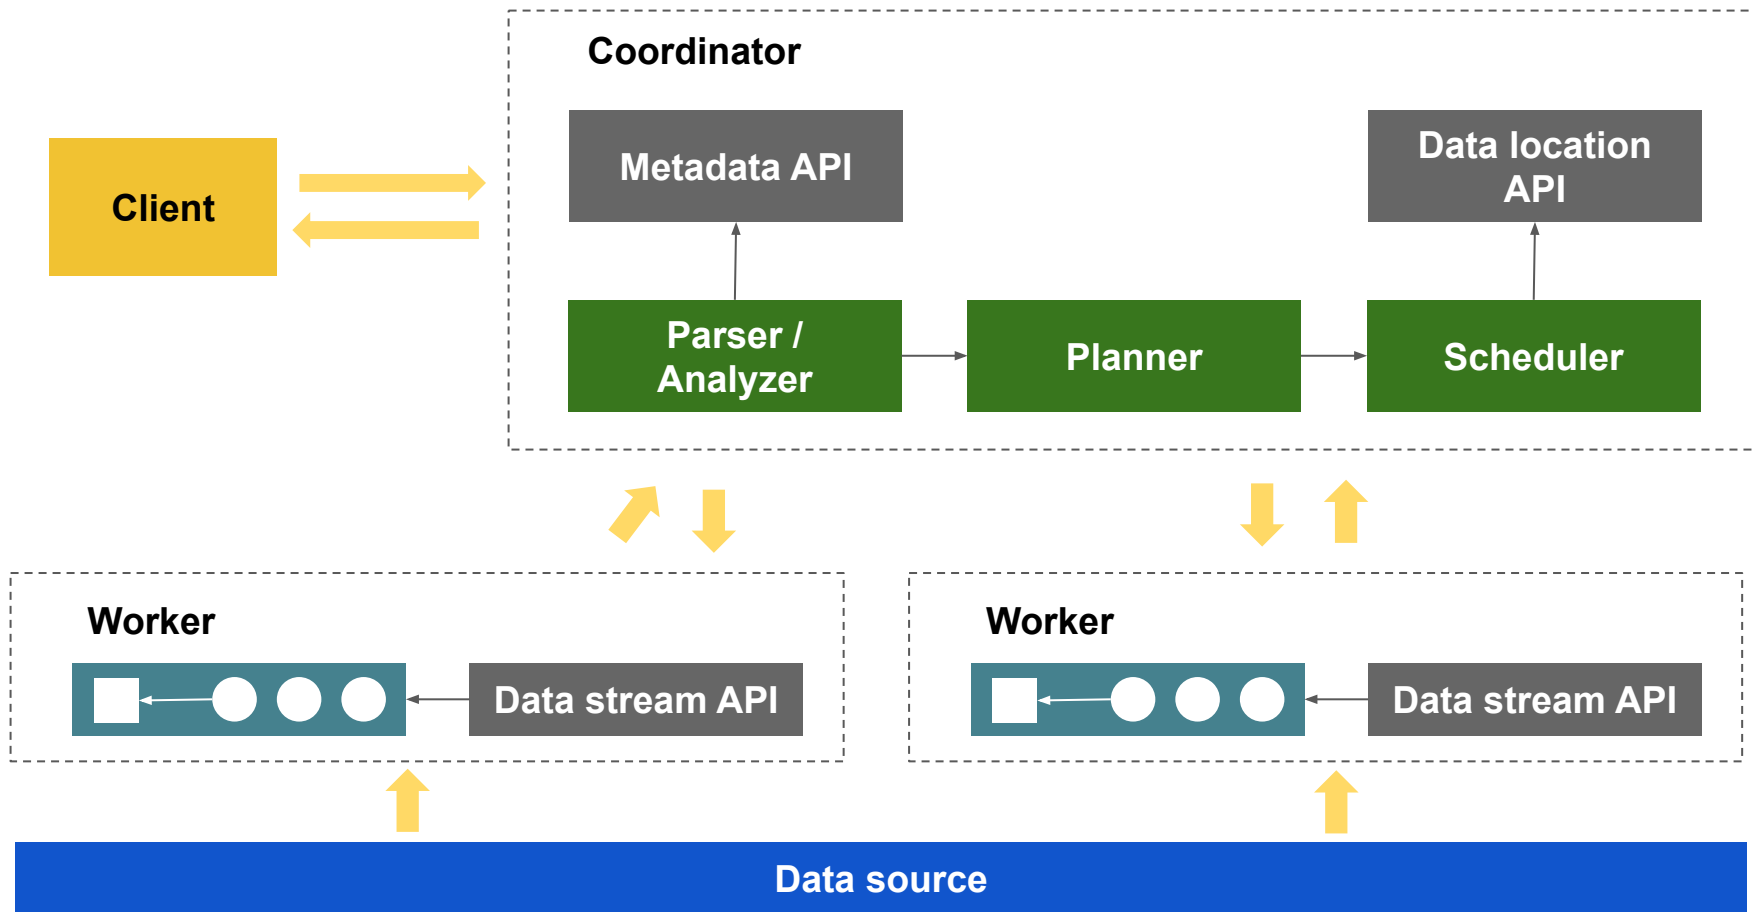 Coordinator
Client
Metadata API
Data location
API
Parser /
Analyzer
Planner
Scheduler
Worker
Data stream API
Worker
Data stream API
Data source